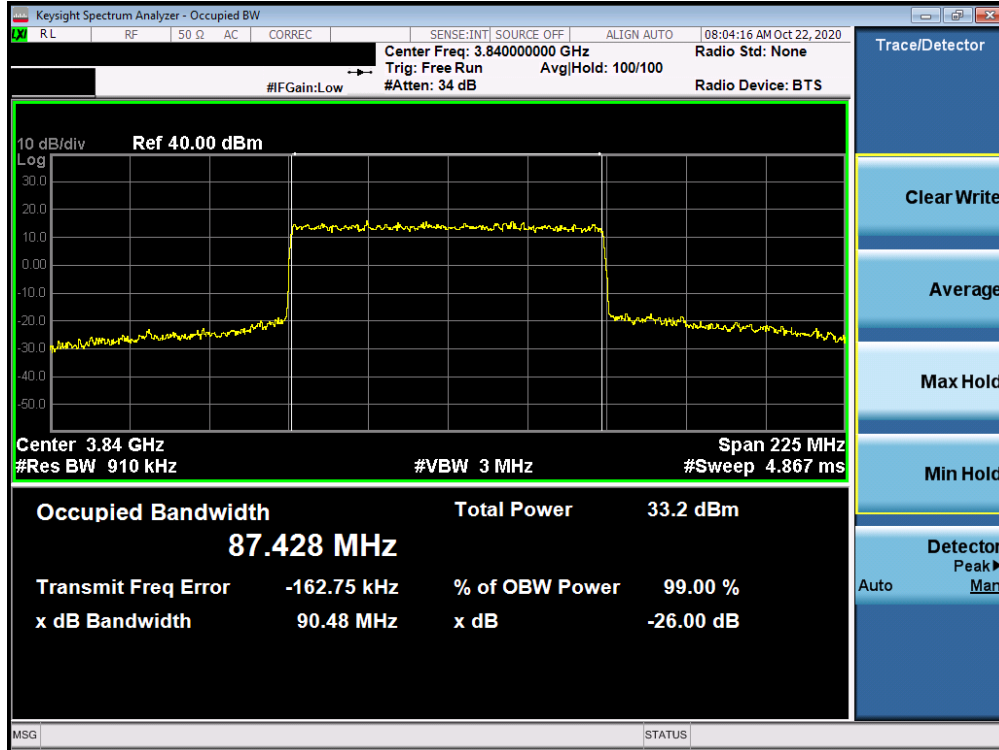 Keysight Spectrum Analyzer - Occupied BW
LXI RL RF 50 Ω AC CORREC SENSE:INT SOURCE OFF ALIGN AUTO 08:04:16 AM Oct 22, 2020
Center Freq: 3.840000000 GHz Radio Std: None
Trig: Free Run Avg|Hold: 100/100
#IFGain:Low #Atten: 34 dB Radio Device: BTS
Trace/Detector
10 dB/div Ref 40.00 dBm
Log
30.0
20.0
10.0
0.00
-10.0
-20.0
-30.0
-40.0
-50.0
Center 3.84 GHz Span 225 MHz
#Res BW 910 kHz #VBW 3 MHz #Sweep 4.867 ms
Occupied Bandwidth Total Power 33.2 dBm
87.428 MHz
Transmit Freq Error -162.75 kHz % of OBW Power 99.00 %
x dB Bandwidth 90.48 MHz x dB -26.00 dB
Clear Write
Average
Max Hold
Min Hold
Detector
Peak▶
Auto Man
MSG STATUS